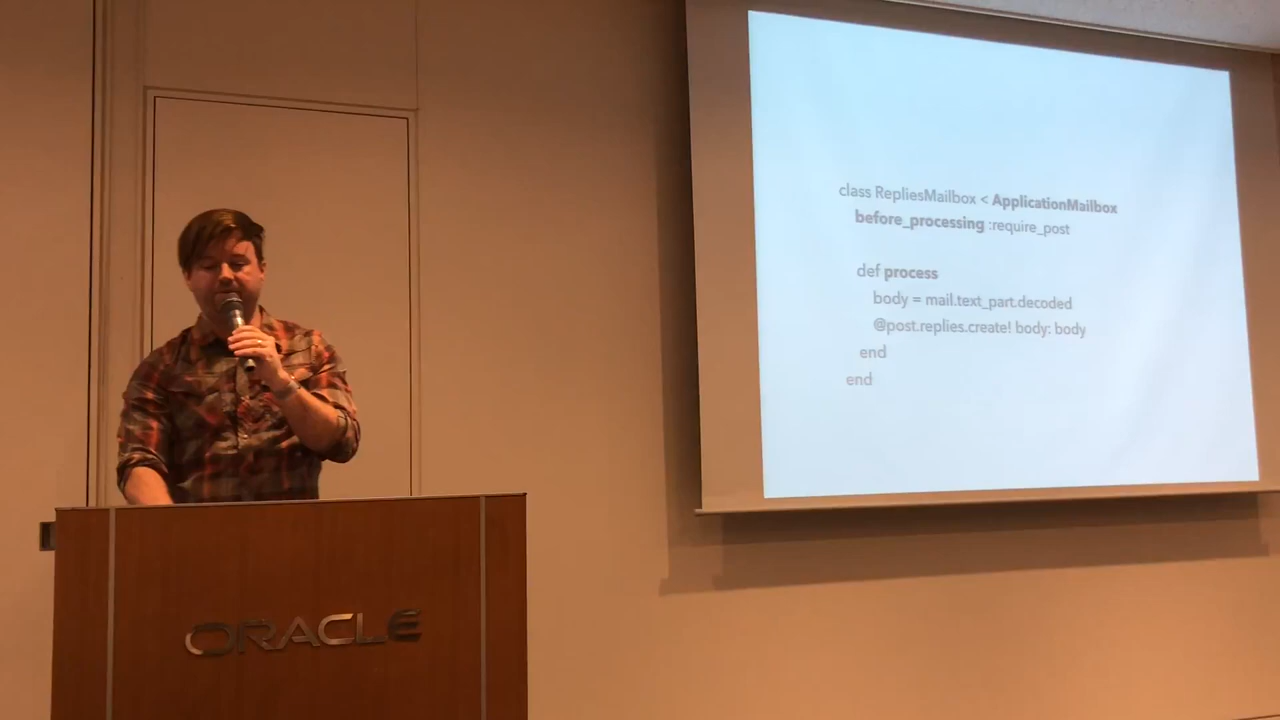 class RepliesMailbox < ApplicationMailbox
before_processing :require_post
def process
body = mail.text_part.decoded
@post.replies.create! body: body
end
end
ORACLE